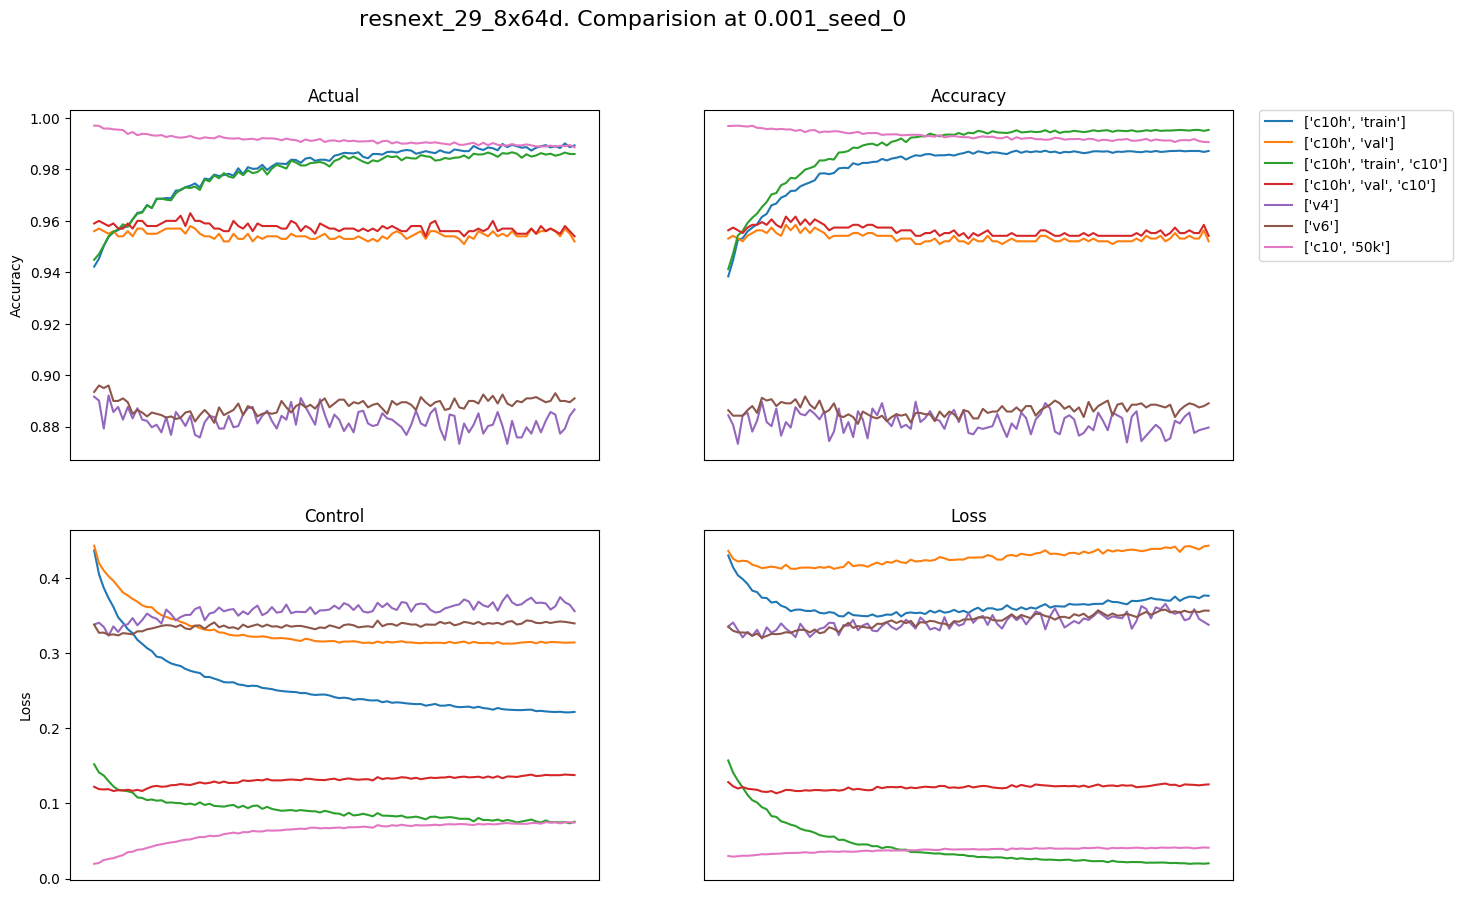 resnext_29_8x64d. Comparision at 0.001_seed_0
Actual
Accuracy
1.00
0.98
0.96
0.94
0.92
0.90
0.88
Accuracy
['c10h', 'train']
['c10h', 'val']
['c10h', 'train', 'c10']
['c10h', 'val', 'c10']
['v4']
['v6']
['c10', '50k']
Control
Loss
0.4
0.3
0.2
0.1
0.0
Loss